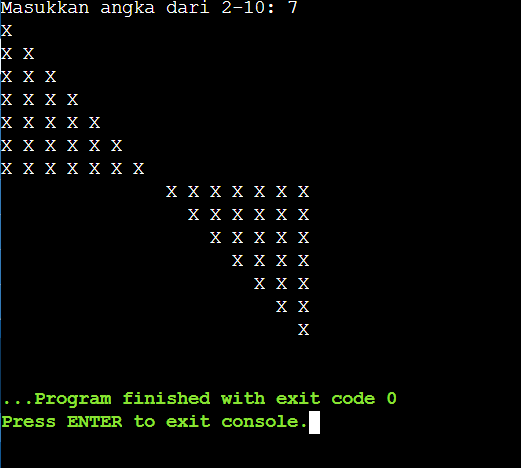 Masukkan angka dari 2-10: 7
X
X X
X X X
X X X X
X X X X X
X X X X X X
X X X X X X X
               X X X X X X X
                 X X X X X X
                   X X X X X
                     X X X X
                       X X X
                         X X
                           X
...Program finished with exit code 0
Press ENTER to exit console.